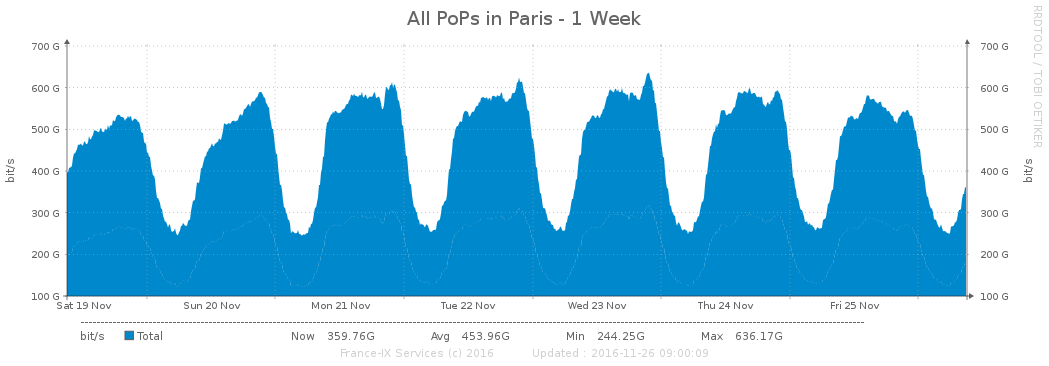 All PoPs in Paris - 1 Week
RRDTOOL / TOBI OETIKER
700 G 700 G
600 G 600 G
500 G 500 G
400 G 400 G
300 G 300 G
200 G 200 G
100 G 100 G
bit/s bit/s
Sat 19 Nov Sun 20 Nov Mon 21 Nov Tue 22 Nov Wed 23 Nov Thu 24 Nov Fri 25 Nov
bit/s Total Now 359.76G Avg 453.96G Min 244.25G Max 636.17G
France-IX Services (c) 2016 Updated : 2016-11-26 09:00:09